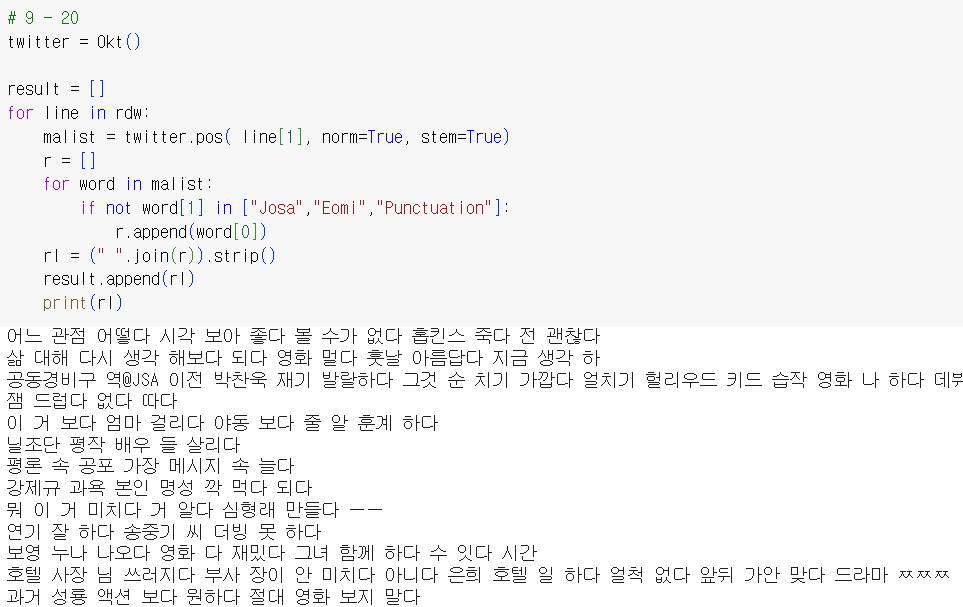 # 9 - 20
twitter = Okt()
result = []
for line in rdw:
malist = twitter.pos( line[1], norm=True, stem=True)
r = []
for word in malist:
if not word[1] in ["Josa","Eomi","Punctuation"]:
r.append(word[0])
rl = (" ".join(r)).strip()
result.append(rl)
print(rl)
어느 관점 어떻다 시각 보아 좋다 볼 수가 없다 홉킨스 죽다 전 괜찮다
삶 대해 다시 생각 해보다 되다 영화 멀다 훗날 아름답다 지금 생각 하
공동경비구 역@JSA 이전 박찬욱 재기 발랄하다 그것 순 치기 가깝다 얼치기 헐리우드 키드 습작 영화 나 하다 데뷔
잼 드럽다 없다 따다
이 거 보다 엄마 걸리다 야동 보다 줄 알 훈계 하다
닐조단 평작 배우 들 살리다
평론 속 공포 가장 메시지 속 늘다
강제규 과욕 본인 명성 깍 먹다 되다
뭐 이 거 미치다 거 알다 심형래 만들다 ㅡㅡ
연기 잘 하다 송중기 씨 더빙 못 하다
보영 누나 나오다 영화 다 재밌다 그녀 함께 하다 수 잇다 시간
호텔 사장 님 쓰러지다 부사 장이 안 미치다 아니다 은희 호텔 일 하다 얼척 없다 앞뒤 가안 맞다 드라마 ㅉㅉㅉ
과거 성룡 액션 보다 원하다 절대 영화 보지 말다